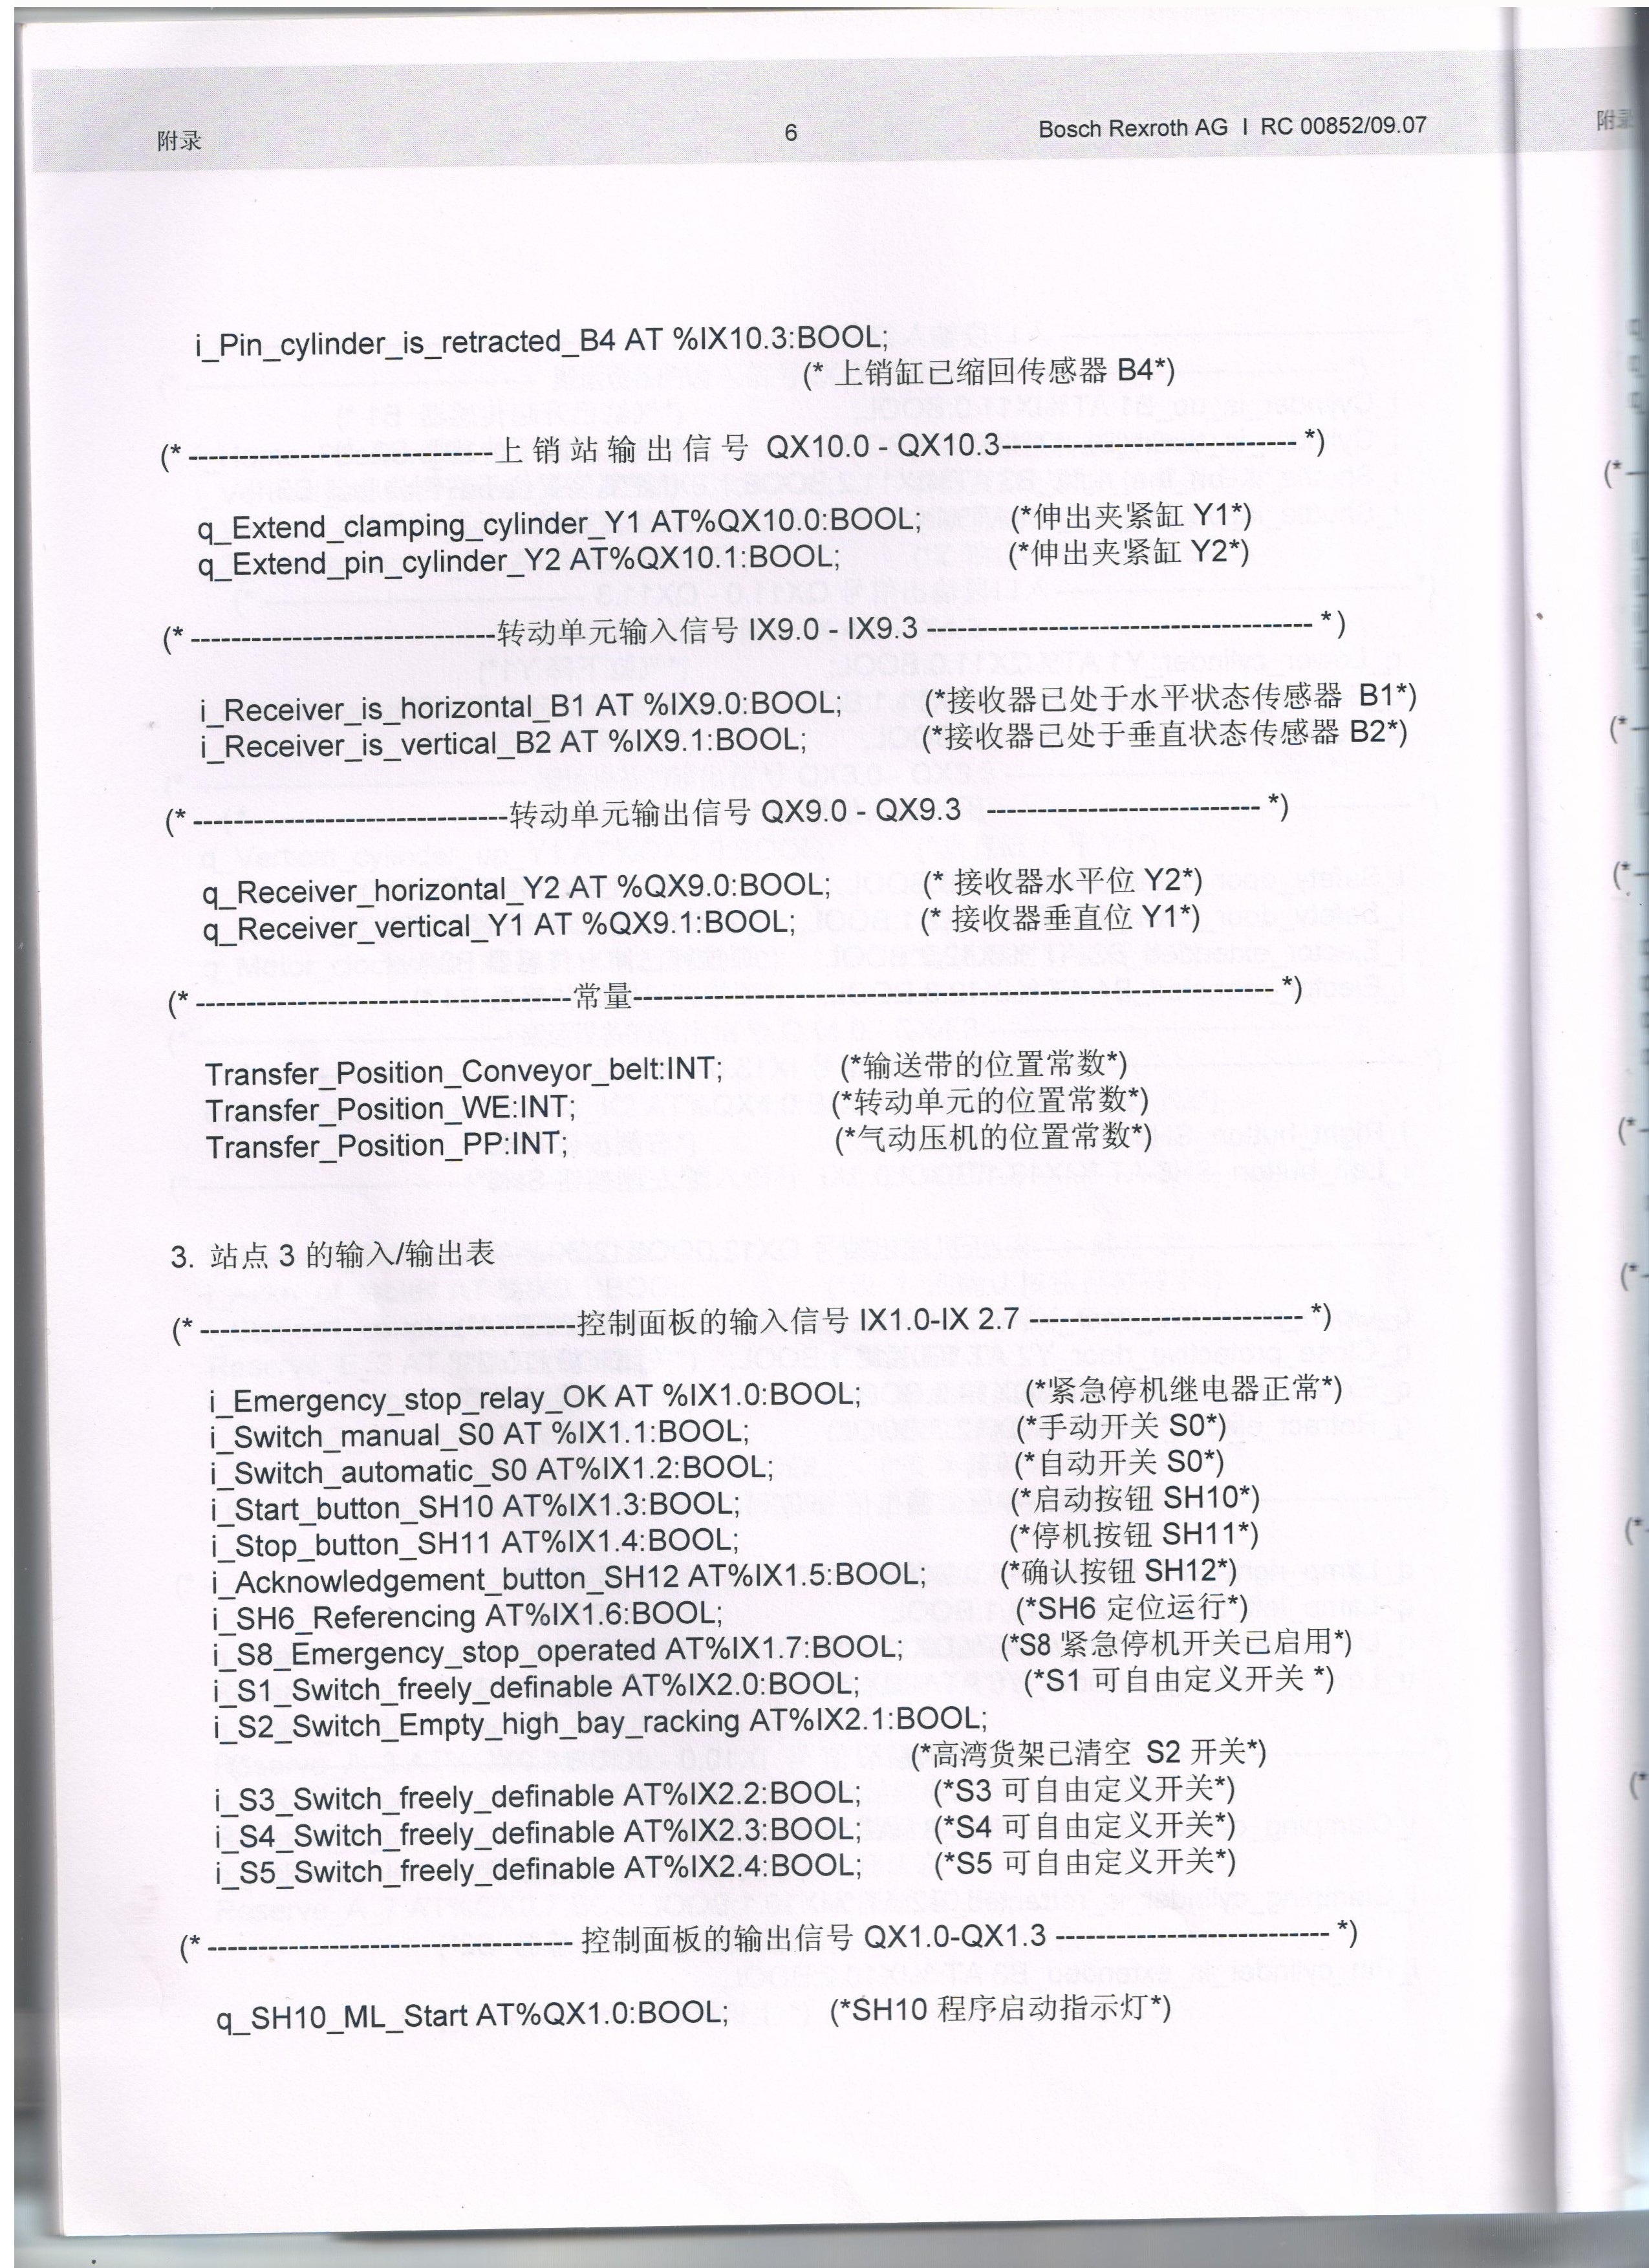 附录 6 Bosch Rexroth AG I RC 00852/09.07
i_Pin_cylinder_is_retracted_B4 AT %IX10.3:BOOL;
(* 上销缸已缩回传感器 B4*)
(* ------------------------------上 销 站 输 出 信 号 QX10.0 - QX10.3----------------------------- *)
q_Extend_clamping_cylinder_Y1 AT%QX10.0:BOOL; (*伸出夹紧缸 Y1*)
q_Extend_pin_cylinder_Y2 AT%QX10.1:BOOL; (*伸出夹紧缸 Y2*)
(* ------------------------------转动单元输入信号 IX9.0 - IX9.3 -------------------------------------- *)
i_Receiver_is_horizontal_B1 AT %IX9.0:BOOL; (*接收器已处于水平状态传感器 B1*)
i_Receiver_is_vertical_B2 AT %IX9.1:BOOL; (*接收器已处于垂直状态传感器 B2*)
(* -------------------------------转动单元输出信号 QX9.0 - QX9.3 --------------------------- *)
q_Receiver_horizontal_Y2 AT %QX9.0:BOOL; (* 接收器水平位 Y2*)
q_Receiver_vertical_Y1 AT %QX9.1:BOOL; (* 接收器垂直位 Y1*)
(* -------------------------------------常量--------------------------------------------------------------- *)
Transfer_Position_Conveyor_belt:INT; (*输送带的位置常数*)
Transfer_Position_WE:INT; (*转动单元的位置常数*)
Transfer_Position_PP:INT; (*气动压机的位置常数*)
3. 站点 3 的输入/输出表
(* -------------------------------------控制面板的输入信号 IX1.0-IX 2.7 --------------------------- *)
i_Emergency_stop_relay_OK AT %IX1.0:BOOL; (*紧急停机继电器正常*)
i_Switch_manual_S0 AT %IX1.1:BOOL; (*手动开关 S0*)
i_Switch_automatic_S0 AT%IX1.2:BOOL; (*自动开关 S0*)
i_Start_button_SH10 AT%IX1.3:BOOL; (*启动按钮 SH10*)
i_Stop_button_SH11 AT%IX1.4:BOOL; (*停机按钮 SH11*)
i_Acknowledgement_button_SH12 AT%IX1.5:BOOL; (*确认按钮 SH12*)
i_SH6_Referencing AT%IX1.6:BOOL; (*SH6 定位运行*)
i_S8_Emergency_stop_operated AT%IX1.7:BOOL; (*S8 紧急停机开关已启用*)
i_S1_Switch_freely_definable AT%IX2.0:BOOL; (*S1 可自由定义开关 *)
i_S2_Switch_Empty_high_bay_racking AT%IX2.1:BOOL;
(*高湾货架已清空 S2 开关*)
i_S3_Switch_freely_definable AT%IX2.2:BOOL; (*S3 可自由定义开关*)
i_S4_Switch_freely_definable AT%IX2.3:BOOL; (*S4 可自由定义开关*)
i_S5_Switch_freely_definable AT%IX2.4:BOOL; (*S5 可自由定义开关*)
(* ------------------------------------ 控制面板的输出信号 QX1.0-QX1.3 --------------------------- *)
q_SH10_ML_Start AT%QX1.0:BOOL; (*SH10 程序启动指示灯*)